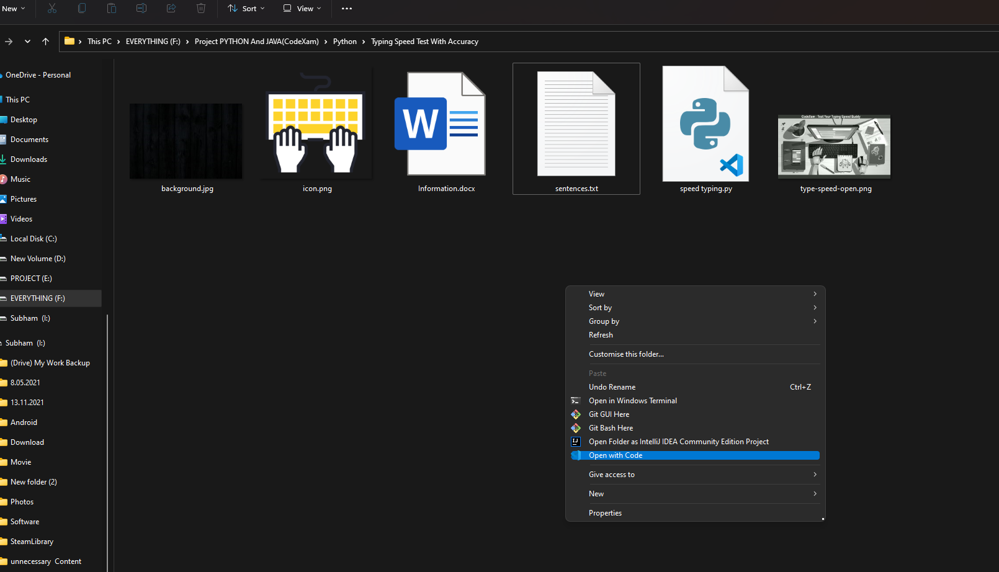 New
Sort
View
This PC
EVERYTHING (F:)
Project PYTHON And JAVA(CodeXam)
Python
Typing Speed Test With Accuracy
OneDrive - Personal
This PC
Desktop
Documents
Downloads
Music
Pictures
Videos
Local Disk (C:)
New Volume (D:)
PROJECT (E:)
EVERYTHING (F:)
Subham (I:)
Subham (I:)
(Drive) My Work Backup
8.05.2021
13.11.2021
Android
Download
Movie
New folder (2)
Photos
Software
SteamLibrary
unnecessary Content
W
CodeXam : Test Your Typing Speed Buddy
background.jpg
icon.png
Information.docx
sentences.txt
speed typing.py
type-speed-open.png
View
Sort by
Group by
Refresh
Customise this folder...
Paste
Undo Rename Ctrl+Z
Open in Windows Terminal
Git GUI Here
Git Bash Here
IJ Open Folder as IntelliJ IDEA Community Edition Project
Open with Code
Give access to
New
Properties